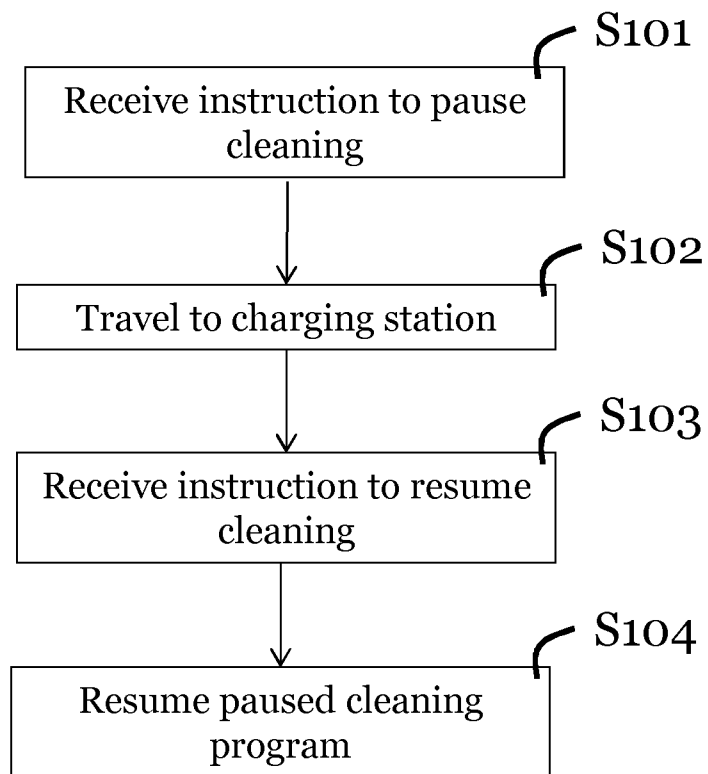 S101
Receive instruction to pause
cleaning
S102
Travel to charging station
S103
Receive instruction to resume
cleaning
S104
Resume paused cleaning
program